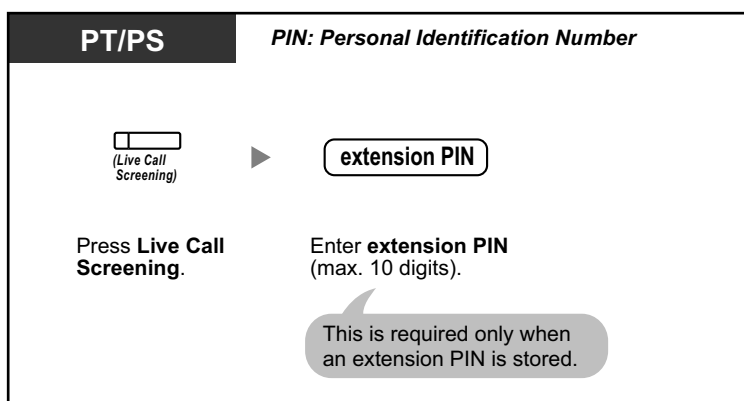 PT/PS
PIN: Personal Identification Number
(Live Call
Screening)
extension PIN
Press Live Call
Screening.
Enter extension PIN
(max. 10 digits).
This is required only when
an extension PIN is stored.